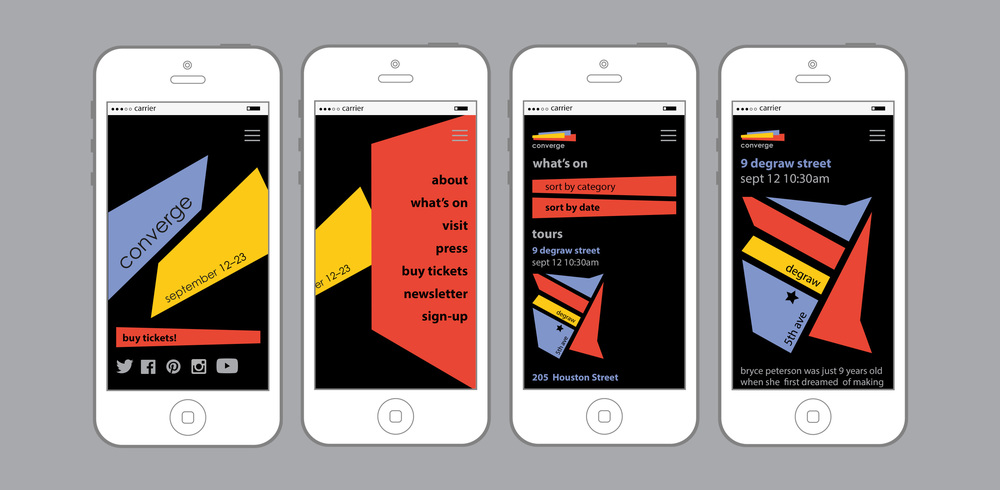 carrier
converge
september 12–23
buy tickets!
carrier
er 12–23
about
what's on
visit
press
buy tickets
newsletter
sign-up
carrier
converge
what's on
sort by category
sort by date
tours
9 degraw street
sept 12 10:30am
degraw
5th ave
205 Houston Street
carrier
converge
9 degraw street
sept 12 10:30am
degraw
5th ave
bryce peterson was just 9 years old
when she first dreamed of making